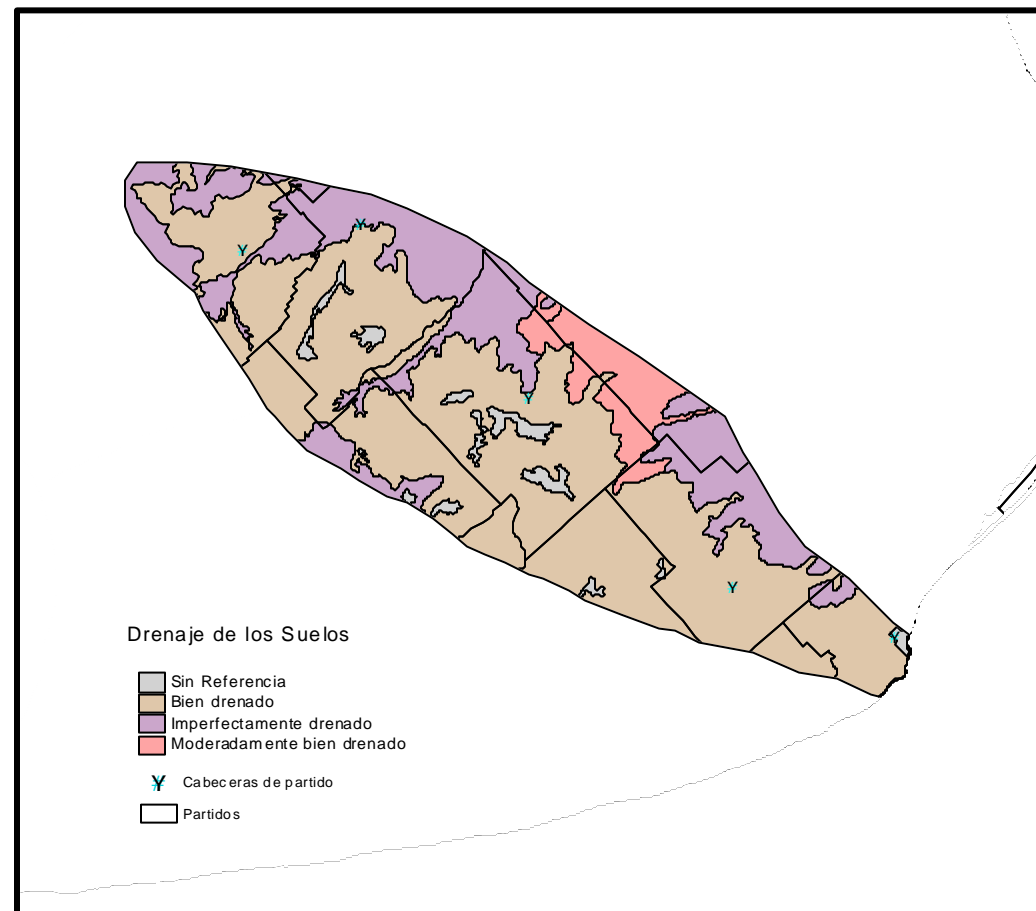 Drenaje de los Suelos
Sin Referencia
Bien drenado
Imperfectamente drenado
Moderadamente bien drenado
Cabeceras de partido
Partidos